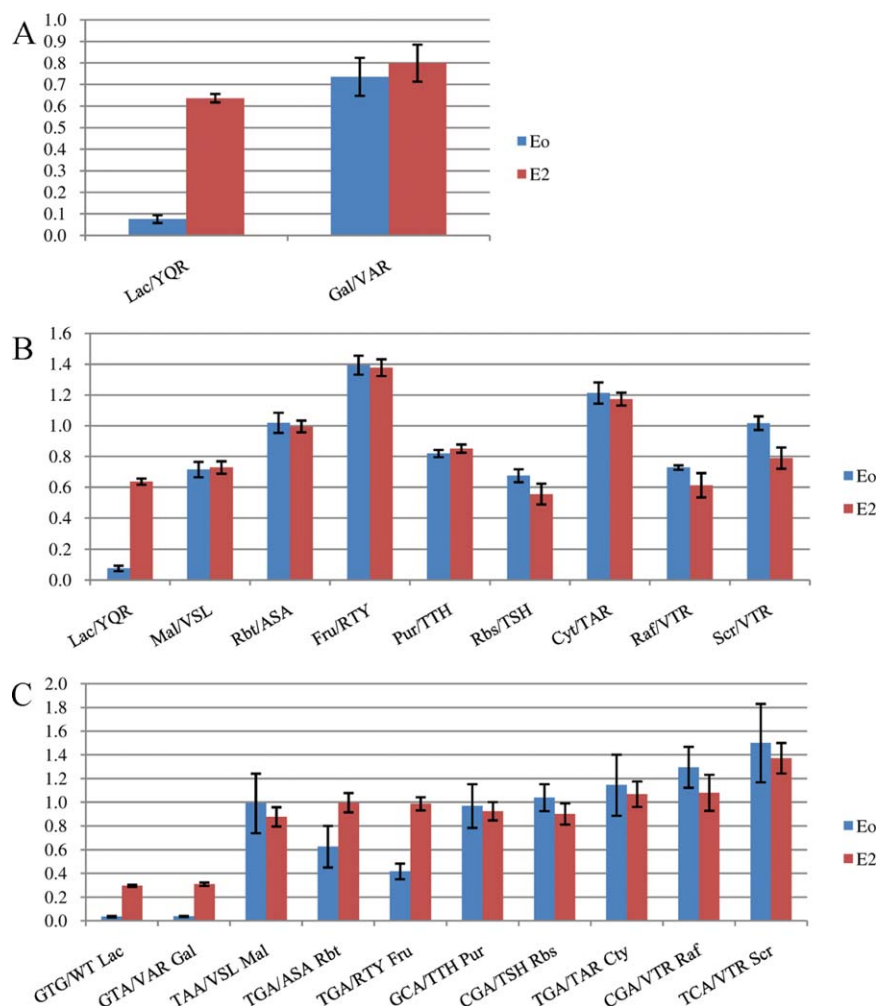 A
1.0
0.9
0.8
0.7
0.6
0.5
0.4
0.3
0.2
0.1
0.0
Lac/YQR
Gal/VAR
Eo
E2
B
1.6
1.4
1.2
1.0
0.8
0.6
0.4
0.2
0.0
Lac/YQR
Mal/VSL
Rbt/ASA
Fru/RTY
Pur/TTH
Rbs/TSH
Cyt/TAR
Raf/VTR
Scr/VTR
Eo
E2
C
2.0
1.8
1.6
1.4
1.2
1.0
0.8
0.6
0.4
0.2
0.0
GTG/WT Lac
GTA/VAR Gal
TAA/VSL Mal
TGA/ASA Rbt
TGA/RTY Fru
GCA/TTH Pur
CGA/TSH Rbs
TGA/TAR Cty
CGA/VTR Raf
TCA/VTR Scr
Eo
E2